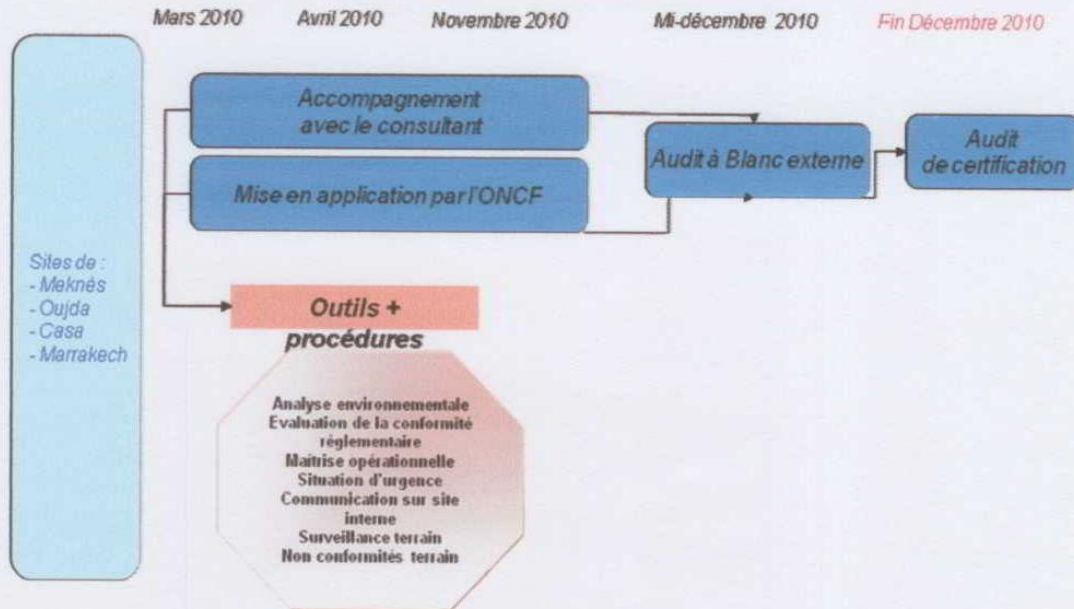 Mars 2010 Avril 2010 Novembre 2010 Mi-décembre 2010 Fin Décembre 2010
Accompagnement
avec le consultant
Audit à Blanc externe
Audit
de certification
Mise en application par l'ONCF
Sites de :
- Meknès
- Oujda
- Casa
- Marrakech
Outils +
procédures
Analyse environnementale
Evaluation de la conformité
réglementaire
Maîtrise opérationnelle
Situation d'urgence
Communication sur site
interne
Surveillance terrain
Non conformités terrain